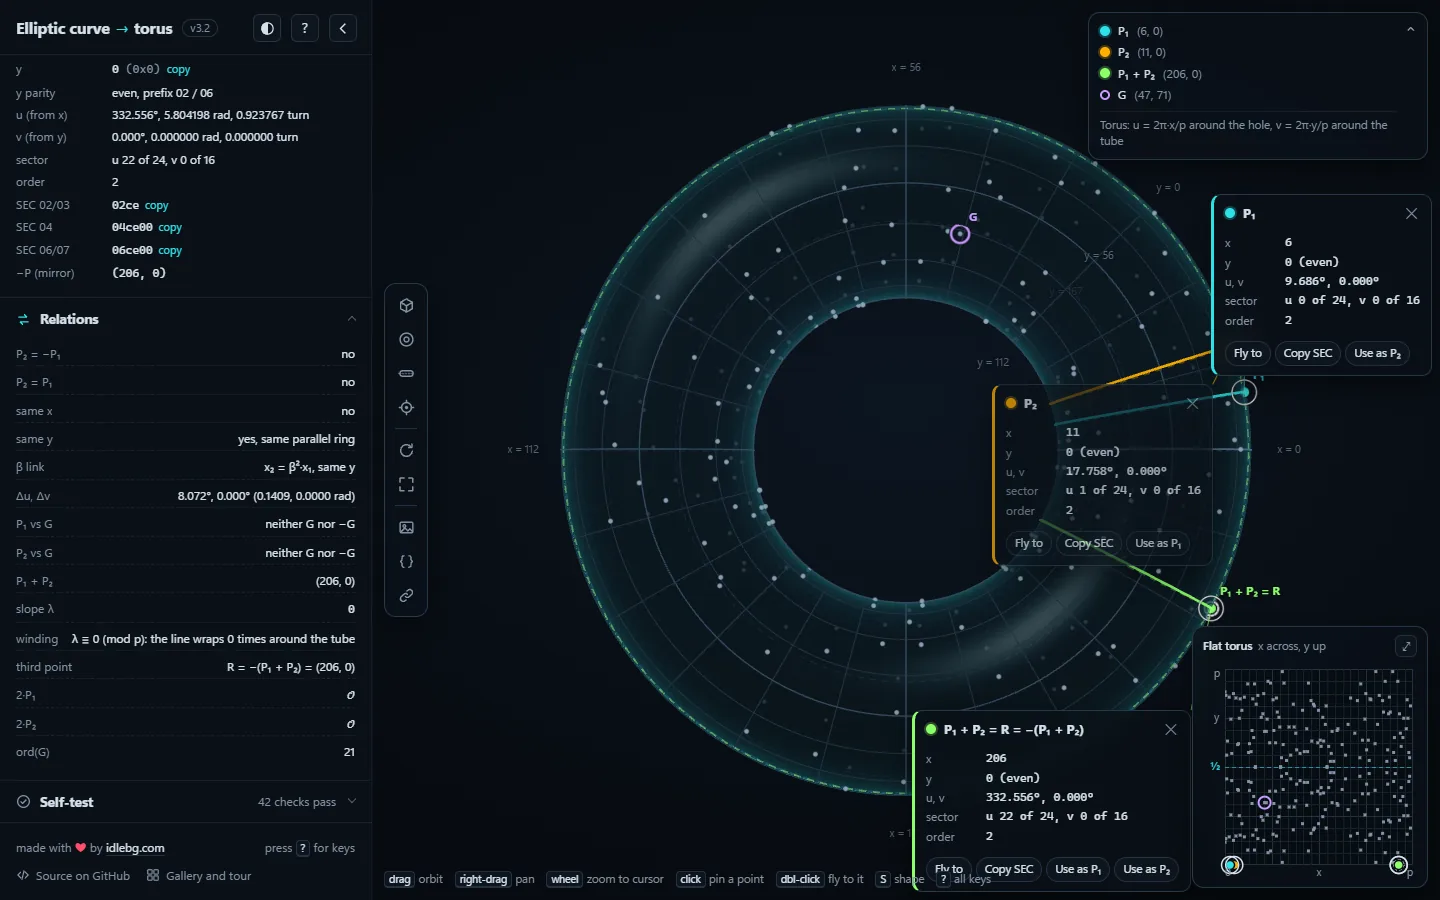 Elliptic curve → torus v3.2 ?
y 0 (0x0) copy
y parity even, prefix 02 / 06
u (from x) 332.556°, 5.804198 rad, 0.923767 turn
v (from y) 0.000°, 0.000000 rad, 0.000000 turn
sector u 22 of 24, v 0 of 16
order 2
SEC 02/03 02ce copy
SEC 04 04ce00 copy
SEC 06/07 06ce00 copy
−P (mirror) (206, 0)
Relations
P₂ = −P₁ no
P₂ = P₁ no
same x no
same y yes, same parallel ring
β link x₂ = β²·x₁, same y
Δu, Δv 8.072°, 0.000° (0.1409, 0.0000 rad)
P₁ vs G neither G nor −G
P₂ vs G neither G nor −G
P₁ + P₂ (206, 0)
slope λ 0
winding λ ≡ 0 (mod p): the line wraps 0 times around the tube
third point R = −(P₁ + P₂) = (206, 0)
2·P₁ 𝒪
2·P₂ 𝒪
ord(G) 21
Self-test 42 checks pass
made with ❤ by idlebg.com press ? for keys
Source on GitHub Gallery and tour
x = 56
y = 0
G
y = 56
y = 112
x = 112
x = 0
P₁ + P₂ = R
P₁ (6, 0)
P₂ (11, 0)
P₁ + P₂ (206, 0)
G (47, 71)
Torus: u = 2π·x/p around the hole, v = 2π·y/p around the
tube
P₁
x 6
y 0 (even)
u, v 9.686°, 0.000°
sector u 0 of 24, v 0 of 16
order 2
Fly to Copy SEC Use as P₂
P₂
x 11
y 0 (even)
u, v 17.758°, 0.000°
sector u 1 of 24, v 0 of 16
order 2
Fly to Copy SEC Use as P₁
P₁ + P₂ = R = −(P₁ + P₂)
x 206
y 0 (even)
u, v 332.556°, 0.000°
sector u 22 of 24, v 0 of 16
order 2
Fly to Copy SEC Use as P₁ Use as P₂
Flat torus x across, y up
p
y
½
x
p
drag orbit right-drag pan wheel zoom to cursor click pin a point dbl-click fly to it S shape ? all keys